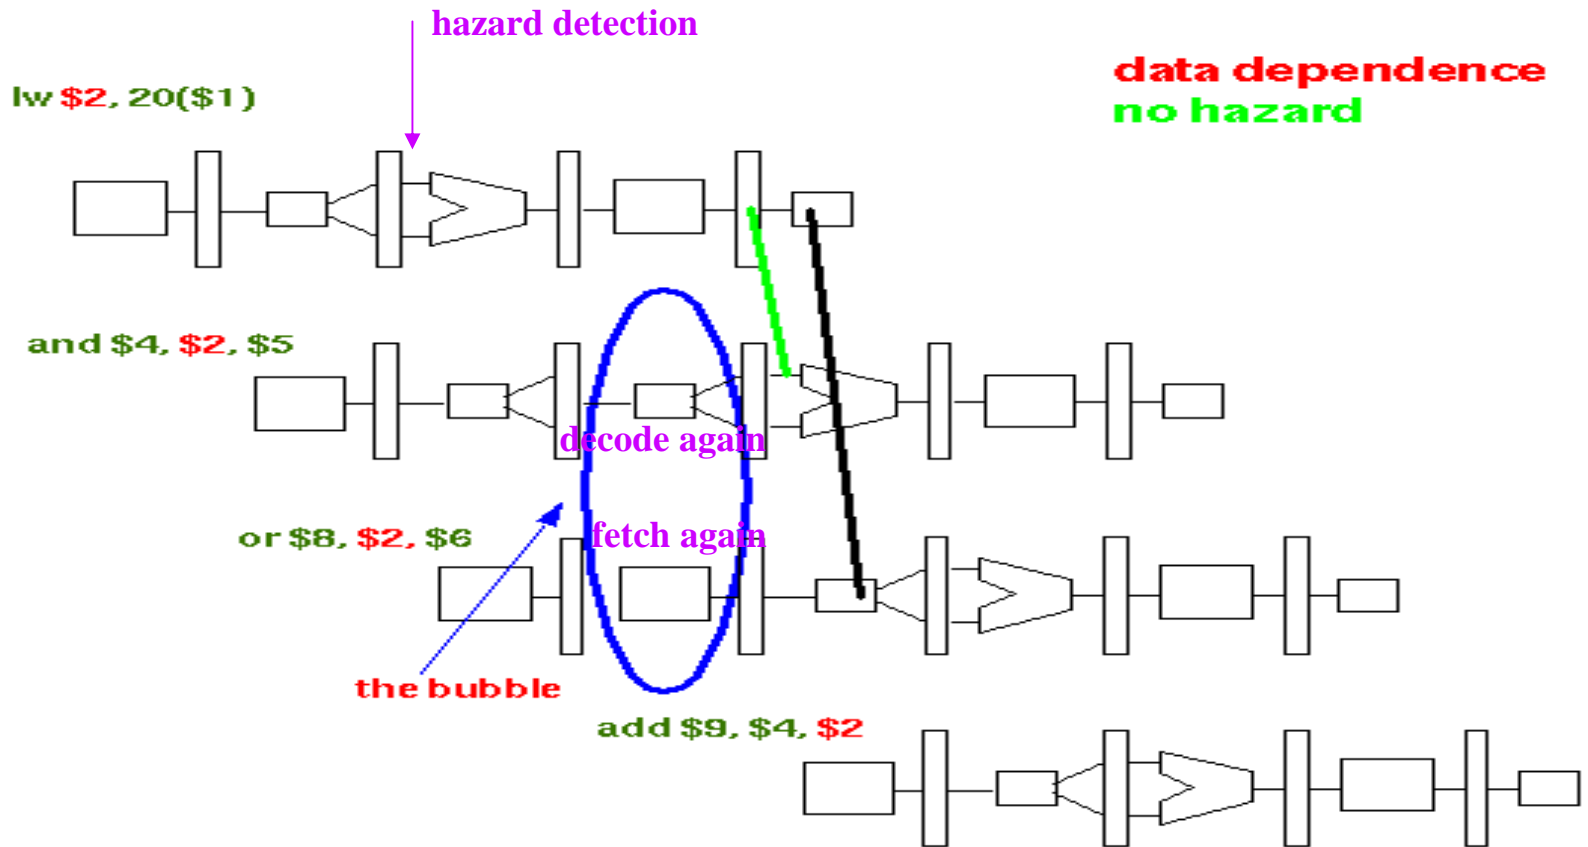 hazard detection
data dependence
no hazard
lw $2, 20($1)
and $4, $2, $5
decode again
or $8, $2, $6
fetch again
the bubble
add $9, $4, $2